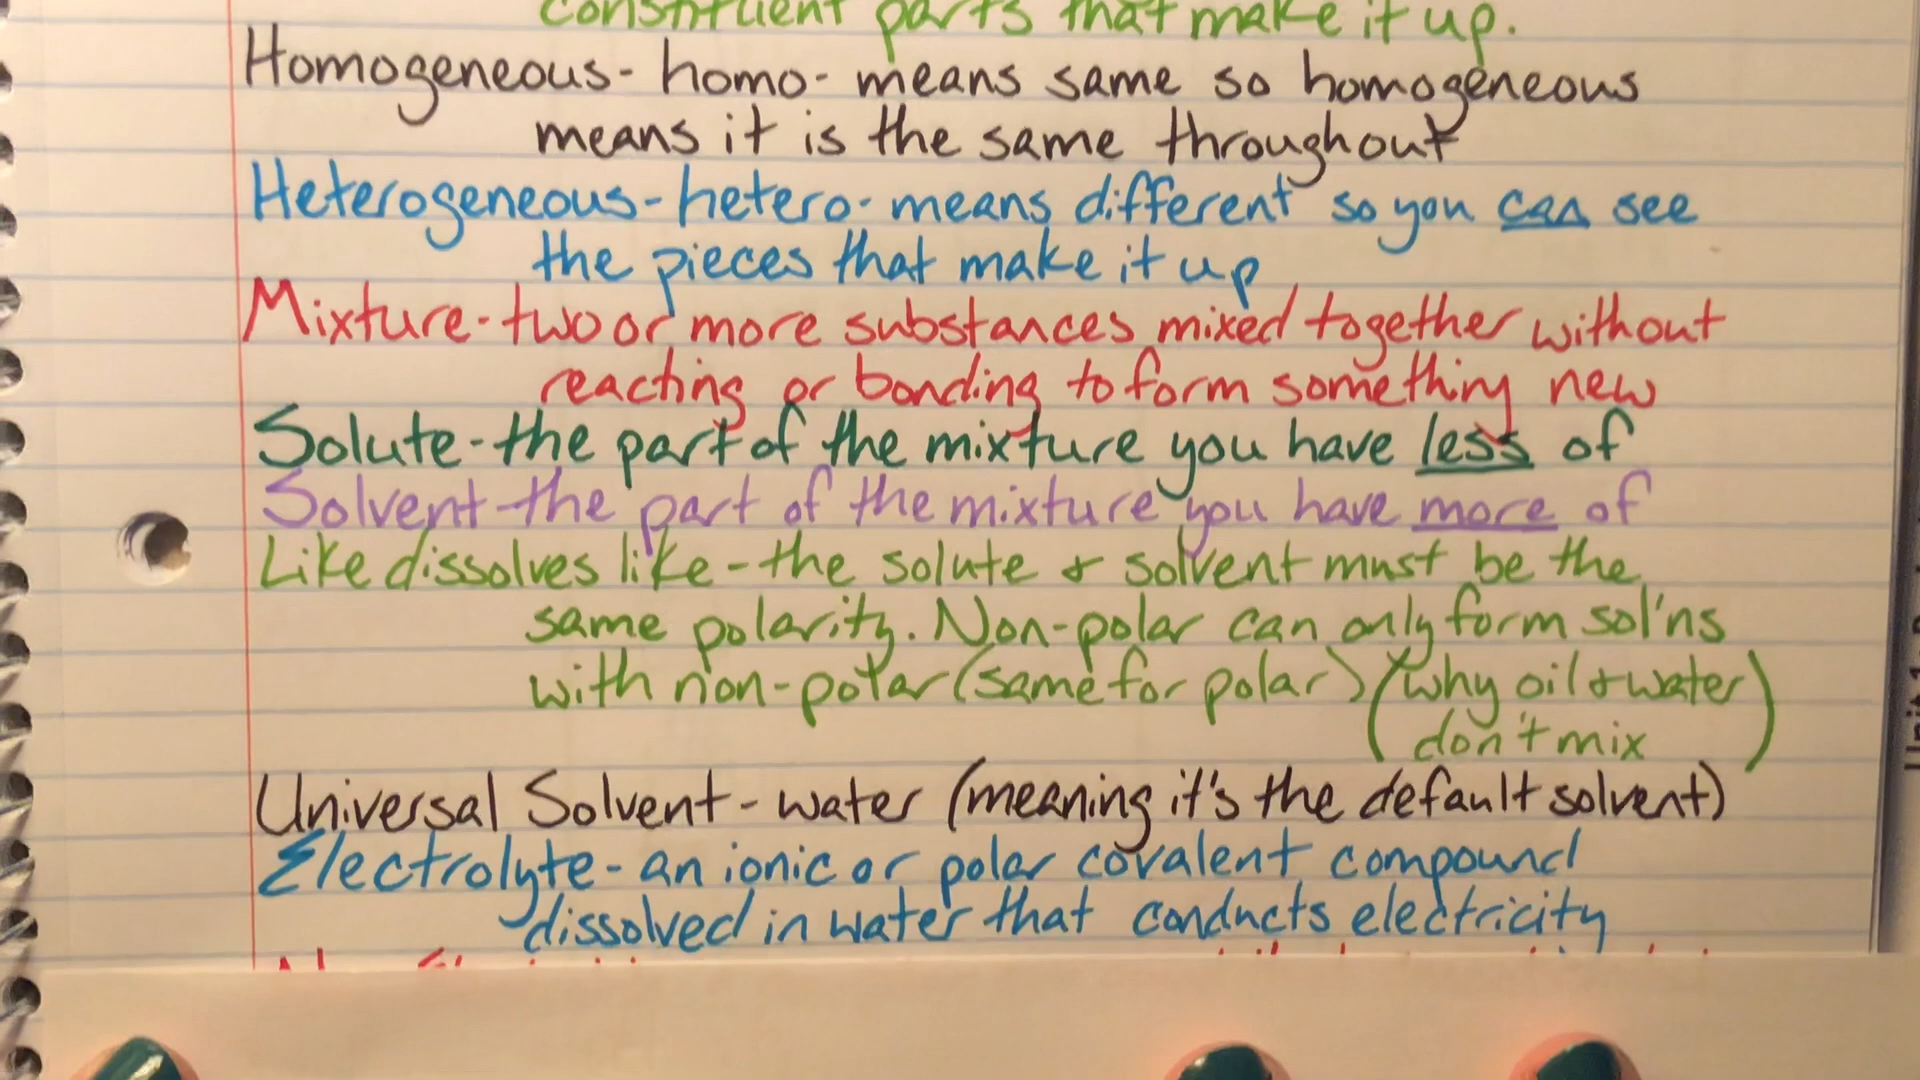 constituent parts that make it up.
Homogeneous- homo- means same so homogeneous
means it is the same throughout
Heterogeneous-hetero-means different so you can see
the pieces that make it up
Mixture-two or more substances mixed together without
reacting or bonding to form something new
Solute-the part of the mixture you have less of
Solvent-the part of the mixture you have more of
Like dissolves like-the solute & solvent must be the
same polarity. Non-polar can only form sol'ns
with non-polar (same for polar) (why oil & water
don't mix)
Universal Solvent-water (meaning it's the default solvent)
Electrolyte-an ionic or polar covalent compound
dissolved in water that conducts electricity